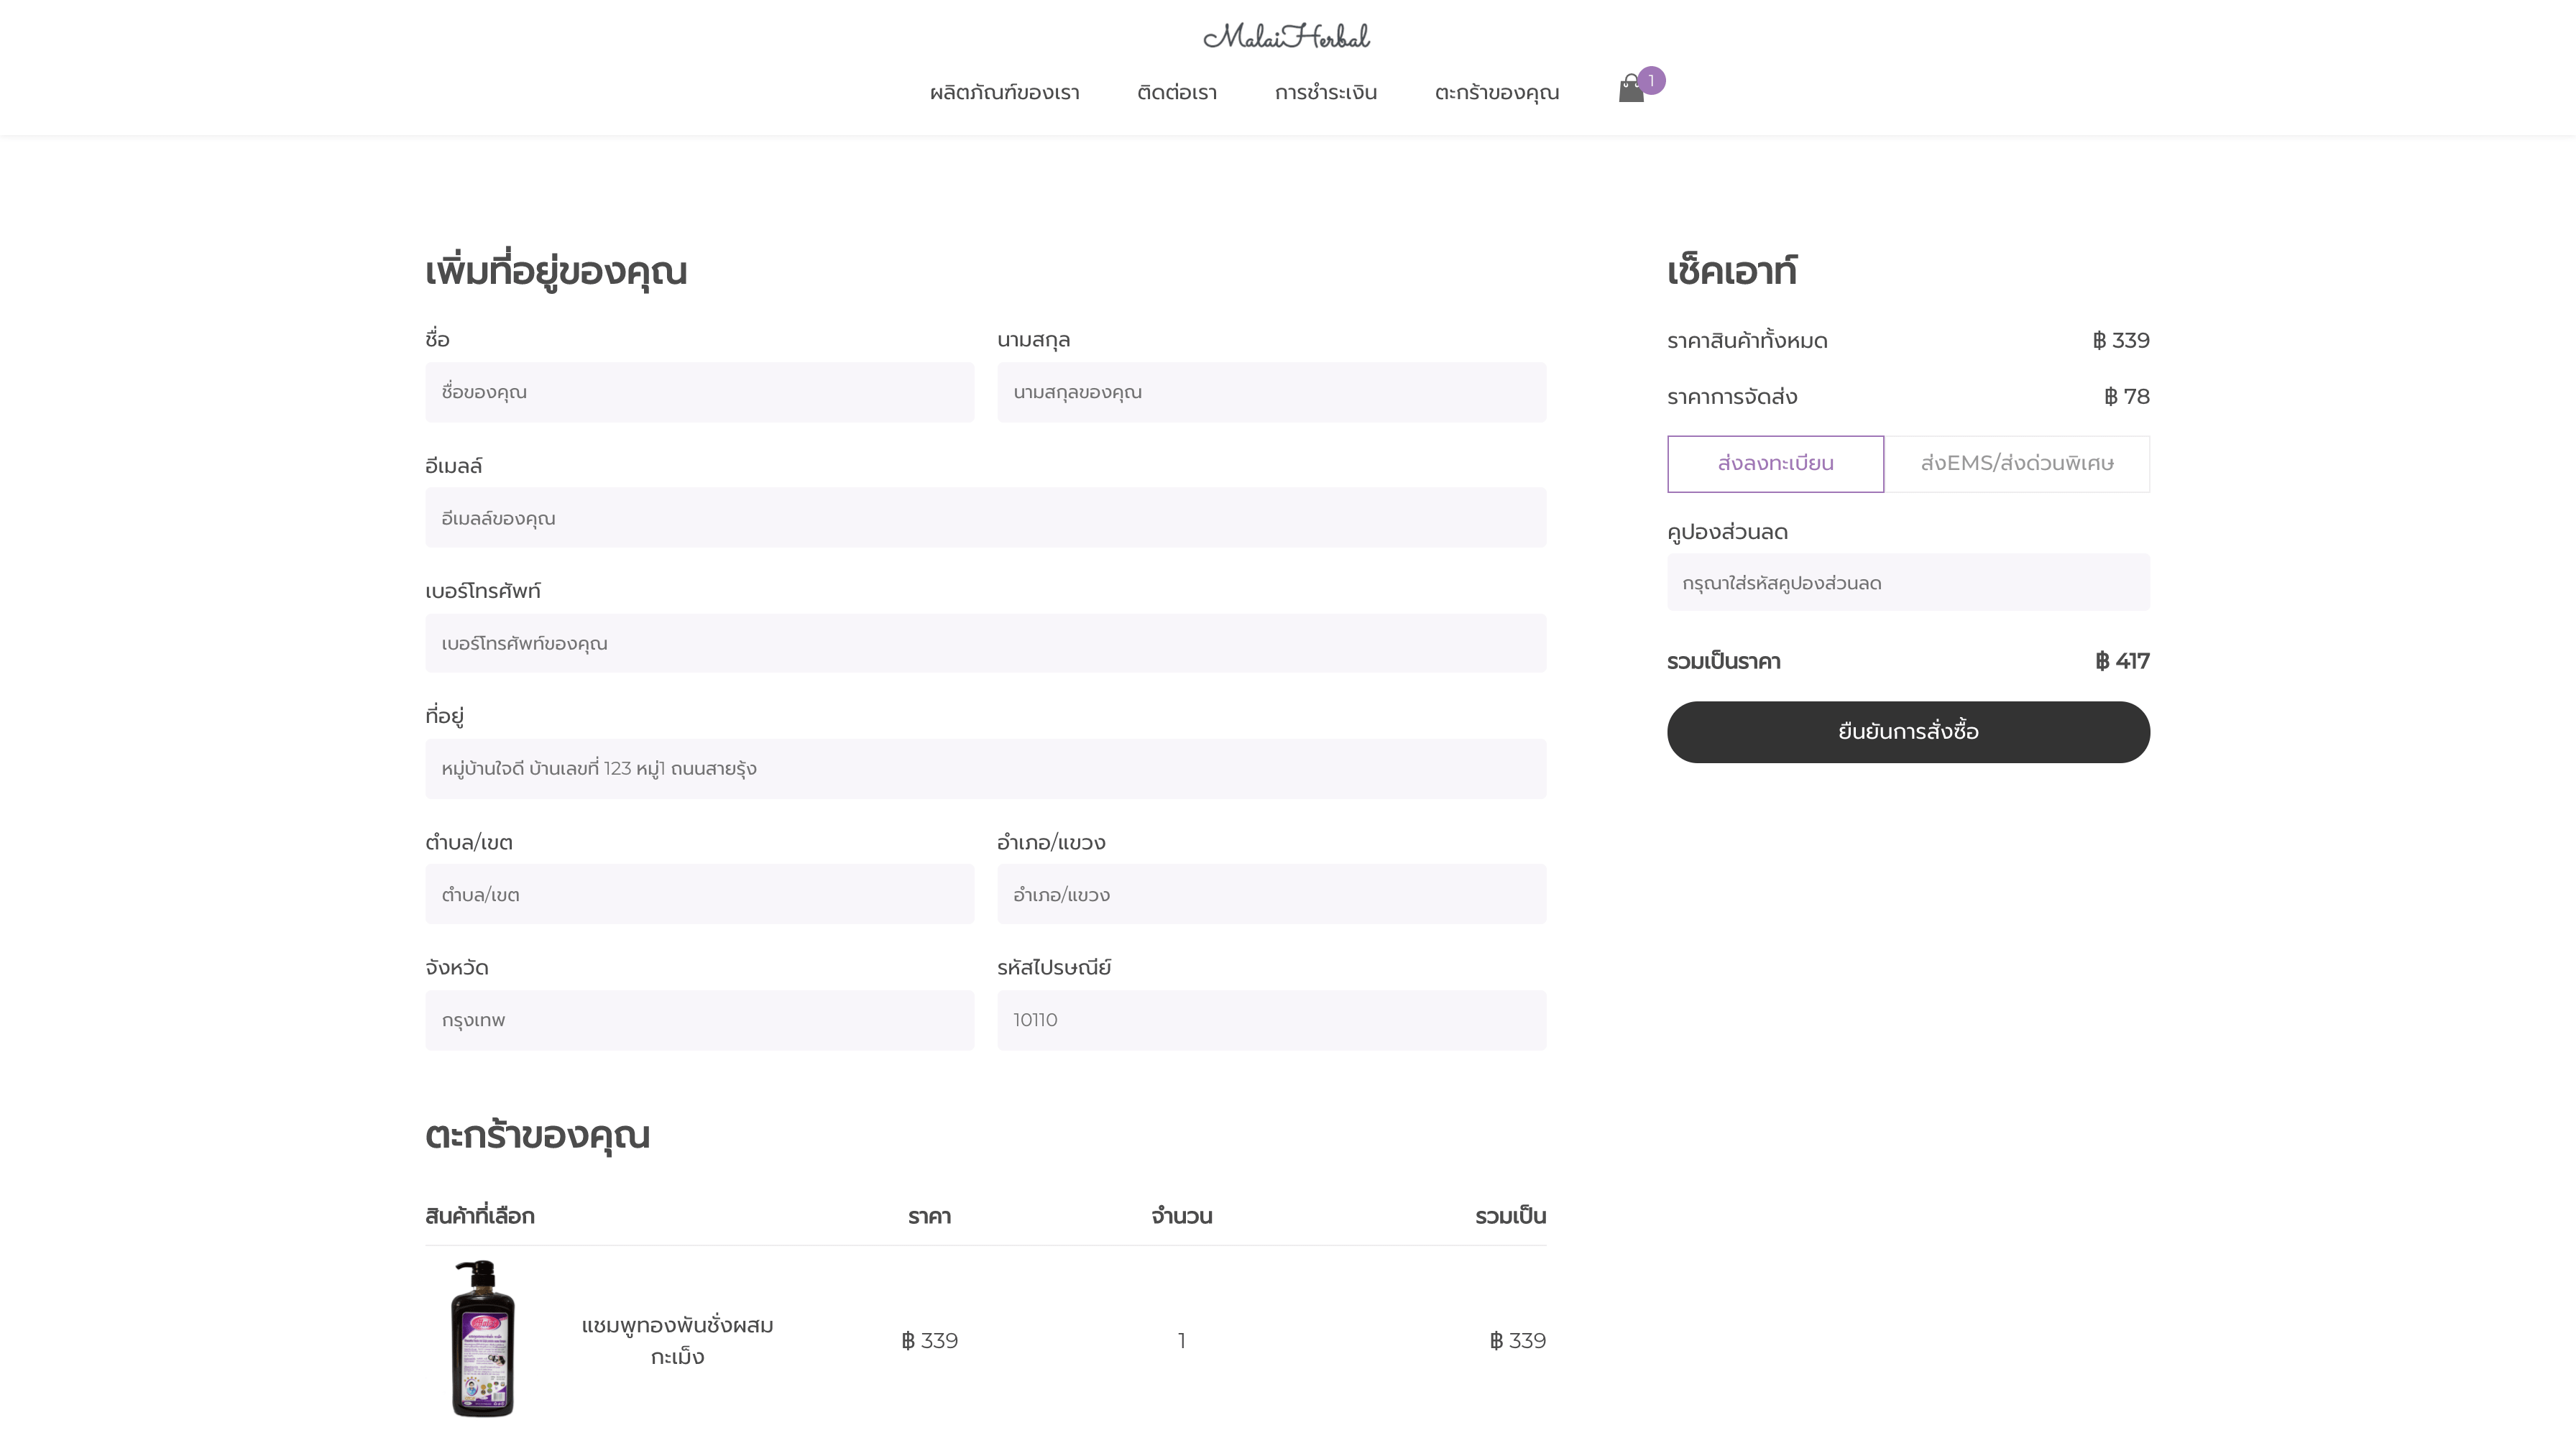 MalaiHerbal
ผลิตภัณฑ์ของเรา ติดต่อเรา การชำระเงิน ตะกร้าของคุณ 1
เพิ่มที่อยู่ของคุณ
ชื่อ นามสกุล
ชื่อของคุณ นามสกุลของคุณ
อีเมลล์
อีเมลล์ของคุณ
เบอร์โทรศัพท์
เบอร์โทรศัพท์ของคุณ
ที่อยู่
หมู่บ้านใจดี บ้านเลขที่ 123 หมู่1 ถนนสายรุ้ง
ตำบล/เขต อำเภอ/แขวง
ตำบล/เขต อำเภอ/แขวง
จังหวัด รหัสไปรษณีย์
กรุงเทพ 10110
เช็คเอาท์
ราคาสินค้าทั้งหมด ฿ 339
ราคาการจัดส่ง ฿ 78
ส่งลงทะเบียน ส่งEMS/ส่งด่วนพิเศษ
คูปองส่วนลด
กรุณาใส่รหัสคูปองส่วนลด
รวมเป็นราคา ฿ 417
ยืนยันการสั่งซื้อ
ตะกร้าของคุณ
สินค้าที่เลือก ราคา จำนวน รวมเป็น
แชมพูทองพันชั่งผสม
กะเม็ง ฿ 339 1 ฿ 339